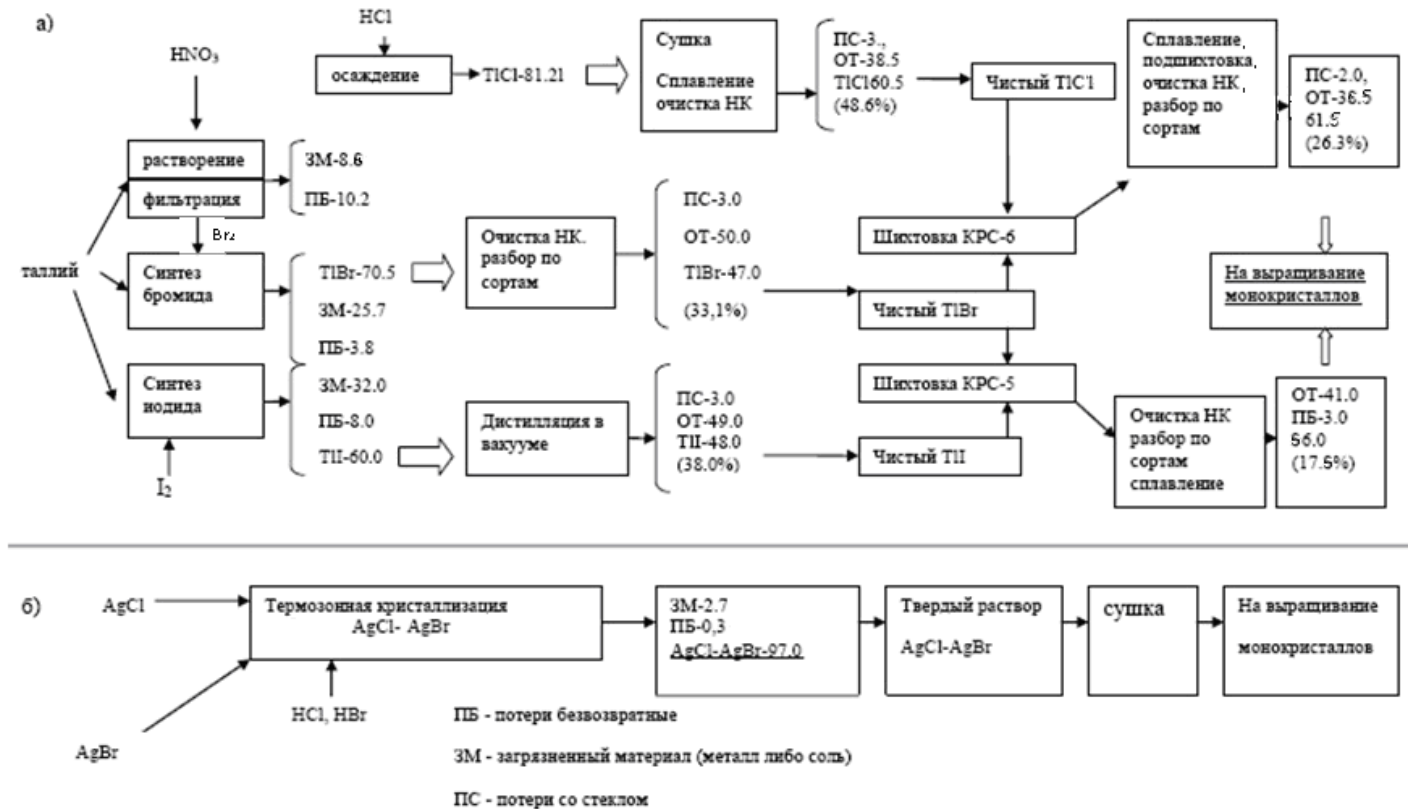 а)
HNO₃
HCl
осаждение
TlCl-81.2l
Сушка
Сплавление
очистка НК
ПС-3.,
ОТ-38.5
TlCl60.5
(48.6%)
Чистый TlCl
Сплавление,
подшихтовка,
очистка НК,
разбор по
сортам
ПС-2.0,
ОТ-38.5
61.5
(26.3%)
растворение
фильтрация
ЗМ-8.6
ПБ-10.2
Br₂
таллий
Синтез
бромида
TlBr-70.5
ЗМ-25.7
ПБ-3.8
Очистка НК.
разбор по
сортам
ПС-3.0
ОТ-50.0
TlBr-47.0
(33,1%)
Шихтовка КРС-6
Чистый TlBr
Шихтовка КРС-5
На выращивание
монокристаллов
Синтез
иодида
I₂
ЗМ-32.0
ПБ-8.0
TlI-60.0
Дистилляция в
вакууме
ПС-3.0
ОТ-49.0
TlI-48.0
(38.0%)
Чистый TlI
Очистка НК
разбор по
сортам
сплавление
ОТ-41.0
ПБ-3.0
56.0
(17.5%)
б)
AgCl
AgBr
Термозонная кристаллизация
AgCl- AgBr
HCl, HBr
ЗМ-2.7
ПБ-0,3
AgCl-AgBr-97.0
Твердый раствор
AgCl-AgBr
сушка
На выращивание
монокристаллов
ПБ - потери безвозвратные
ЗМ - загрязненный материал (металл либо соль)
ПС - потери со стеклом